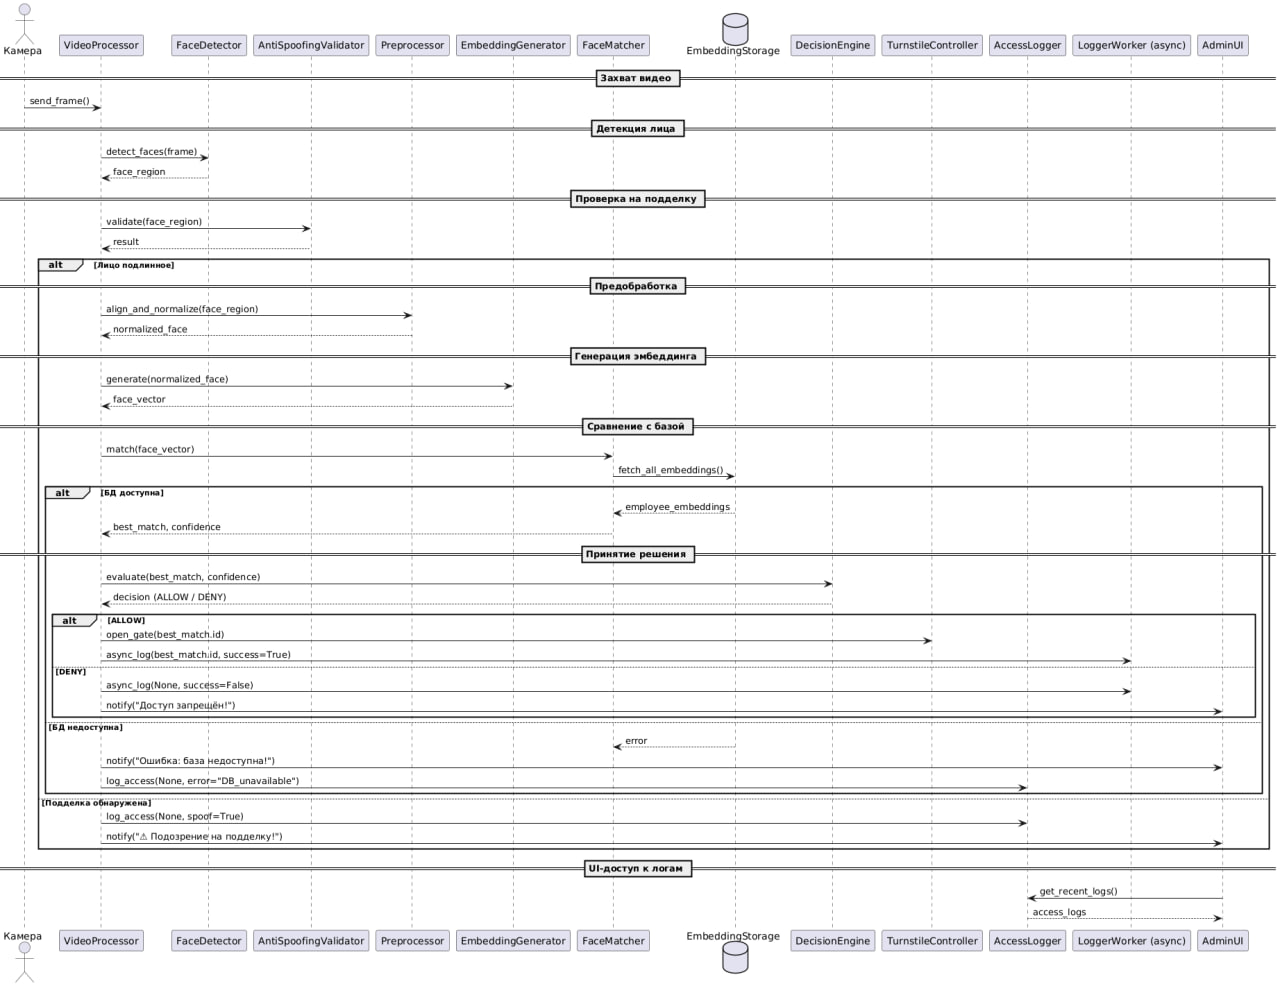 Камера
VideoProcessor
FaceDetector
AntiSpoofingValidator
Preprocessor
EmbeddingGenerator
FaceMatcher
EmbeddingStorage
DecisionEngine
TurnstileController
AccessLogger
LoggerWorker (async)
AdminUI
Захват видео
send_frame()
Детекция лица
detect_faces(frame)
face_region
Проверка на подделку
validate(face_region)
result
alt [Лицо подлинное]
Предобработка
align_and_normalize(face_region)
normalized_face
Генерация эмбеддинга
generate(normalized_face)
face_vector
Сравнение с базой
match(face_vector)
fetch_all_embeddings()
alt [БД доступна]
employee_embeddings
best_match, confidence
Принятие решения
evaluate(best_match, confidence)
decision (ALLOW / DENY)
alt [ALLOW]
open_gate(best_match.id)
async_log(best_match.id, success=True)
[DENY]
async_log(None, success=False)
notify("Доступ запрещён!")
[БД недоступна]
error
notify("Ошибка: база недоступна!")
log_access(None, error="DB_unavailable")
[Подделка обнаружена]
log_access(None, spoof=True)
notify("⚠ Подозрение на подделку!")
UI-доступ к логам
get_recent_logs()
access_logs
Камера
VideoProcessor
FaceDetector
AntiSpoofingValidator
Preprocessor
EmbeddingGenerator
FaceMatcher
EmbeddingStorage
DecisionEngine
TurnstileController
AccessLogger
LoggerWorker (async)
AdminUI